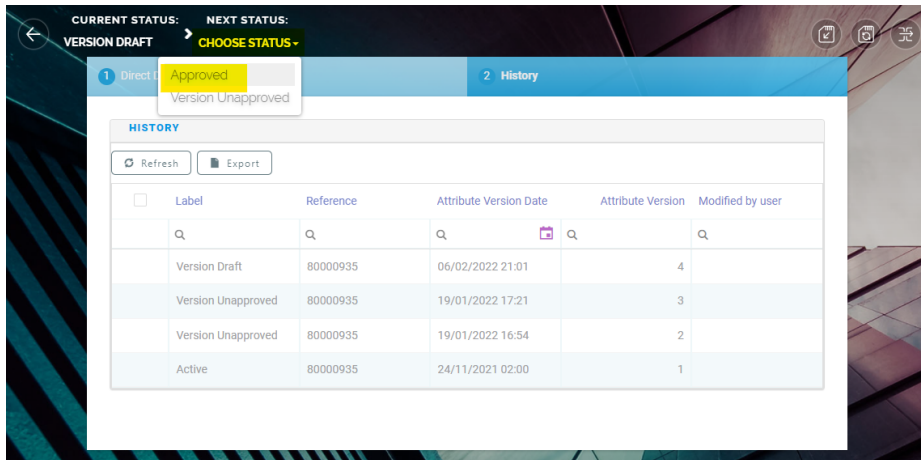 CURRENT STATUS: NEXT STATUS:
VERSION DRAFT CHOOSE STATUS
1 Direct 2 History
Approved
Version Unapproved
HISTORY
Refresh Export
Label Reference Attribute Version Date Attribute Version Modified by user
Version Draft 80000935 06/02/2022 21:01 4
Version Unapproved 80000935 19/01/2022 17:21 3
Version Unapproved 80000935 19/01/2022 16:54 2
Active 80000935 24/11/2021 02:00 1